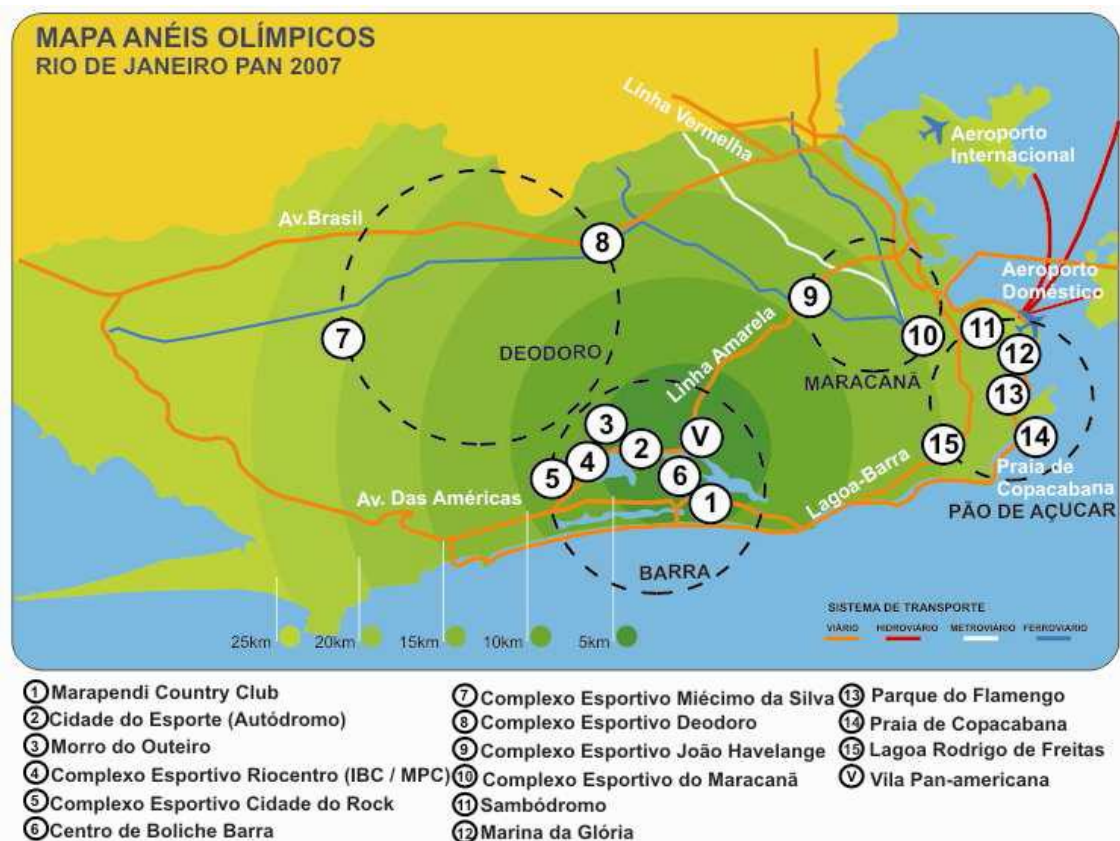 MAPA ANÉIS OLÍMPICOS
RIO DE JANEIRO PAN 2007
Linha Vermelha
Aeroporto
Internacional
Av.Brasil
8
Aeroporto
Doméstico
9
7
11
10
DEODORO
Linha Amarela
12
MARACANÃ
13
3
V
14
2
15
4
6
5
1
Praia de
Copacabana
Lagoa-Barra
Av. Das Américas
PÃO DE AÇUCAR
BARRA
SISTEMA DE TRANSPORTE
VIÁRIO HIDROVIÁRIO METROVIÁRIO FERROVIARIO
25km 20km 15km 10km 5km
1 Marapendi Country Club
2 Cidade do Esporte (Autódromo)
3 Morro do Outeiro
4 Complexo Esportivo Riocentro (IBC / MPC)
5 Complexo Esportivo Cidade do Rock
6 Centro de Boliche Barra
7 Complexo Esportivo Miécimo da Silva
8 Complexo Esportivo Deodoro
9 Complexo Esportivo João Havelange
10 Complexo Esportivo do Maracanã
11 Sambódromo
12 Marina da Glória
13 Parque do Flamengo
14 Praia de Copacabana
15 Lagoa Rodrigo de Freitas
V Vila Pan-americana